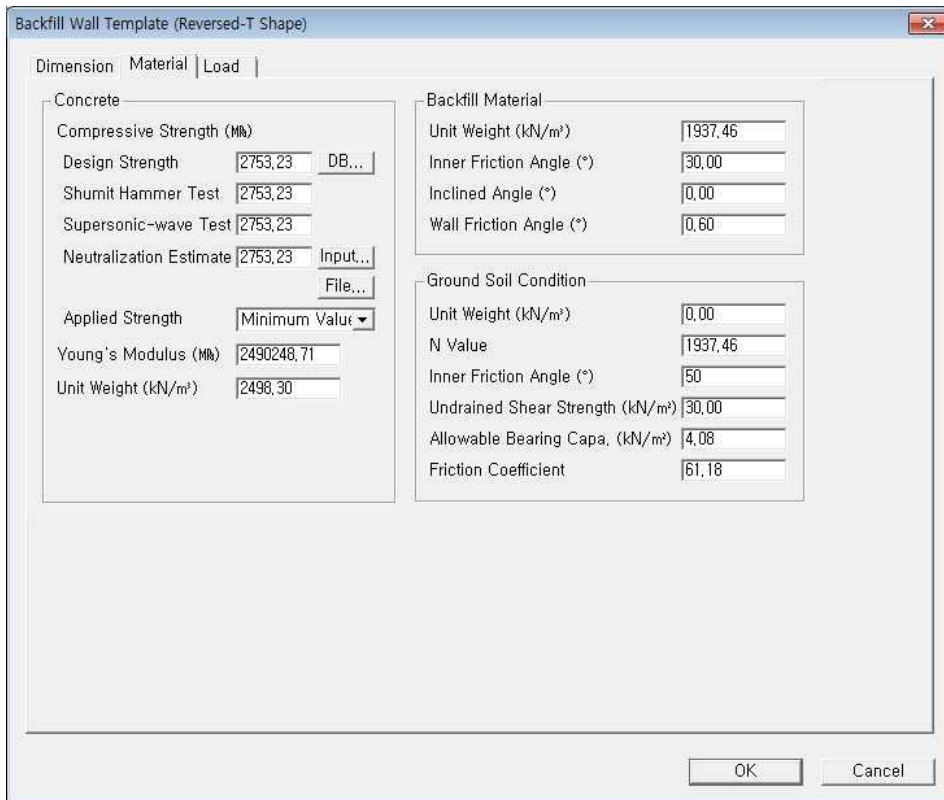 Backfill Wall Template (Reversed-T Shape)
Dimension Material Load
Concrete
Compressive Strength (㎫)
Design Strength 2753,23 DB...
Shumit Hammer Test 2753,23
Supersonic-wave Test 2753,23
Neutralization Estimate 2753,23 Input...
File...
Applied Strength Minimum Value
Young's Modulus (㎫) 2490248,71
Unit Weight (kN/m³) 2498,30
Backfill Material
Unit Weight (kN/m³) 1937,46
Inner Friction Angle (°) 30,00
Inclined Angle (°) 0,00
Wall Friction Angle (°) 0,60
Ground Soil Condition
Unit Weight (kN/m³) 0,00
N Value 1937,46
Inner Friction Angle (°) 50
Undrained Shear Strength (kN/m²) 30,00
Allowable Bearing Capa, (kN/m²) 4,08
Friction Coefficient 61,18
OK Cancel